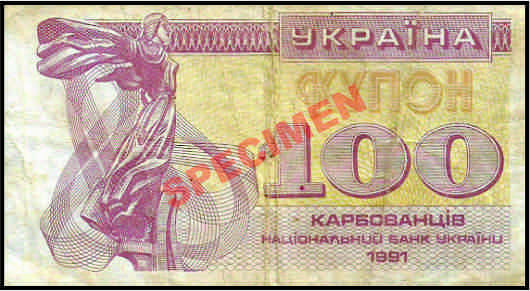 УКРАЇНА
КУПОН
SPECIMEN
100
КАРБОВАНЦІВ
НАЦІОНАЛЬНИЙ БАНК УКРАЇНИ
1991